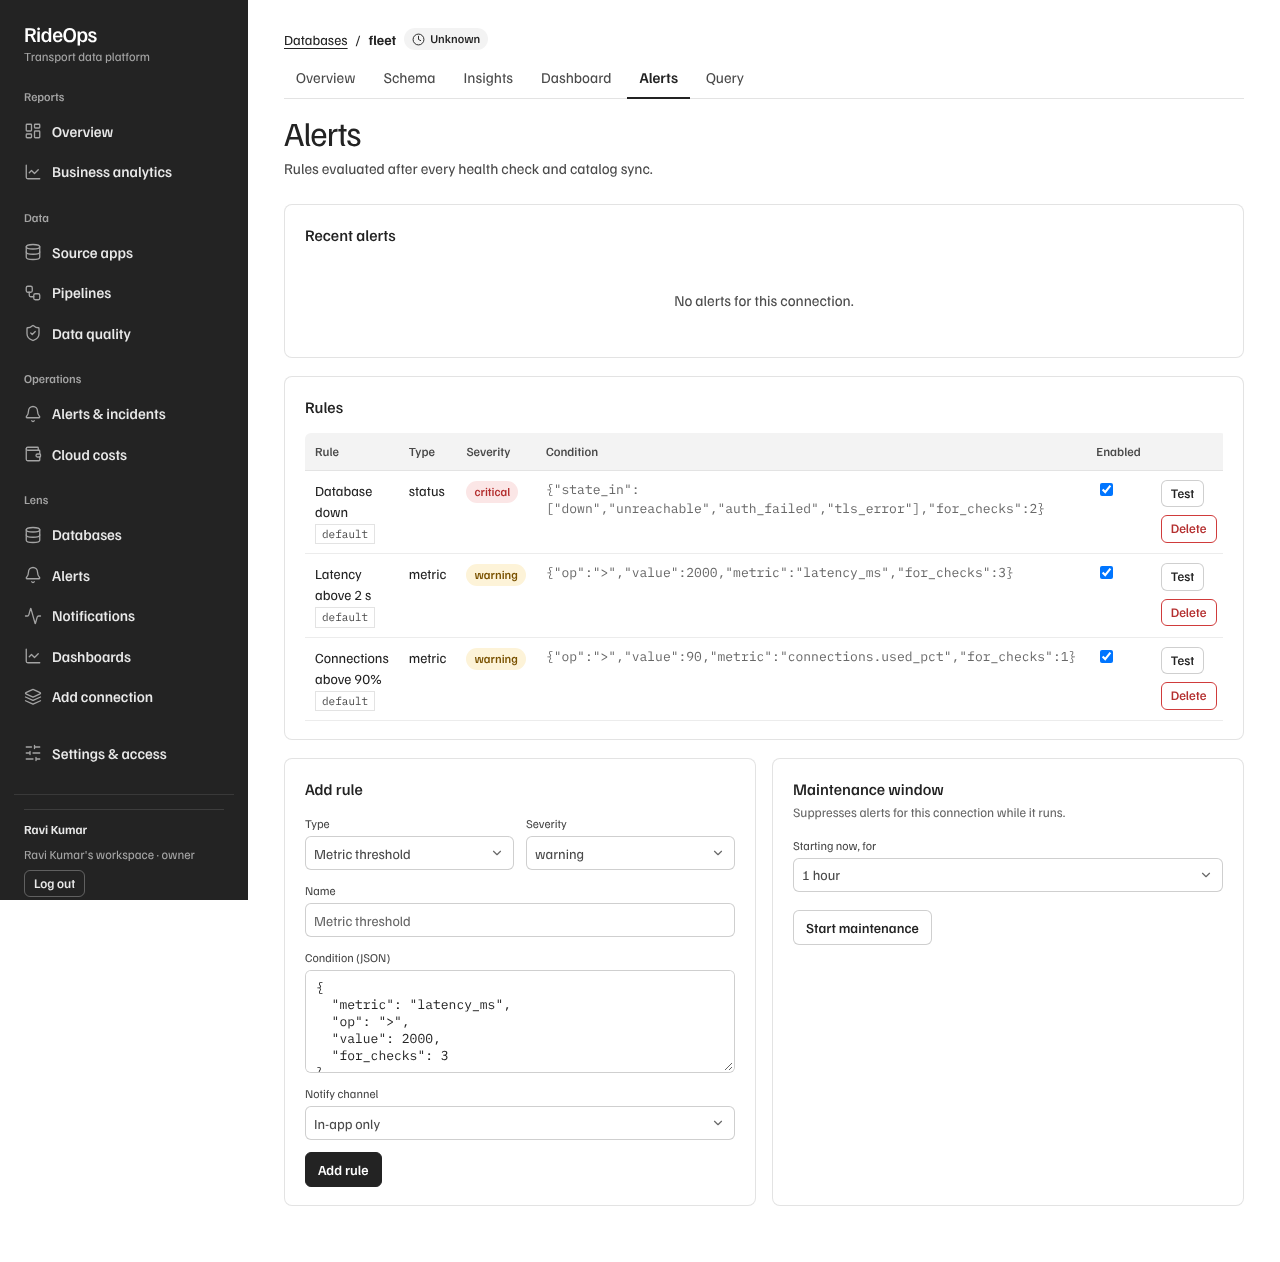 RideOps
Transport data platform
Reports
Overview
Business analytics
Data
Source apps
Pipelines
Data quality
Operations
Alerts & incidents
Cloud costs
Lens
Databases
Alerts
Notifications
Dashboards
Add connection
Settings & access
Ravi Kumar
Ravi Kumar's workspace · owner
Log out
Databases / fleet Unknown
Overview Schema Insights Dashboard Alerts Query
Alerts
Rules evaluated after every health check and catalog sync.
Recent alerts
No alerts for this connection.
Rules
Rule Type Severity Condition Enabled
Database down
default
status
critical
{"state_in":
["down","unreachable","auth_failed","tls_error"],"for_checks":2}
Test
Delete
Latency above 2 s
default
metric
warning
{"op":">","value":2000,"metric":"latency_ms","for_checks":3}
Test
Delete
Connections above 90%
default
metric
warning
{"op":">","value":90,"metric":"connections.used_pct","for_checks":1}
Test
Delete
Add rule
Type
Metric threshold
Severity
warning
Name
Metric threshold
Condition (JSON)
{
"metric": "latency_ms",
"op": ">",
"value": 2000,
"for_checks": 3
}
Notify channel
In-app only
Add rule
Maintenance window
Suppresses alerts for this connection while it runs.
Starting now, for
1 hour
Start maintenance